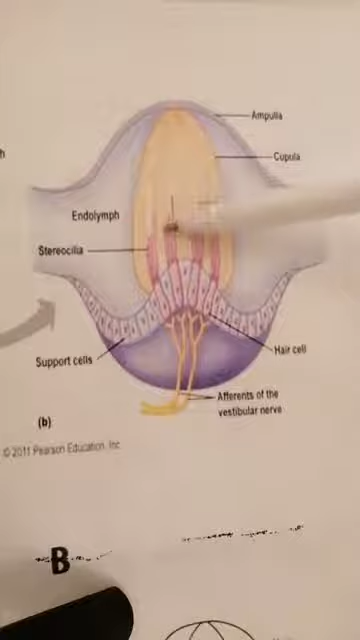 h
Ampulla
Cupula
Endolymph
Stereocilia
Support cells
Hair cell
Afferents of the
vestibular nerve
(b)
© 2011 Pearson Education, Inc.
B